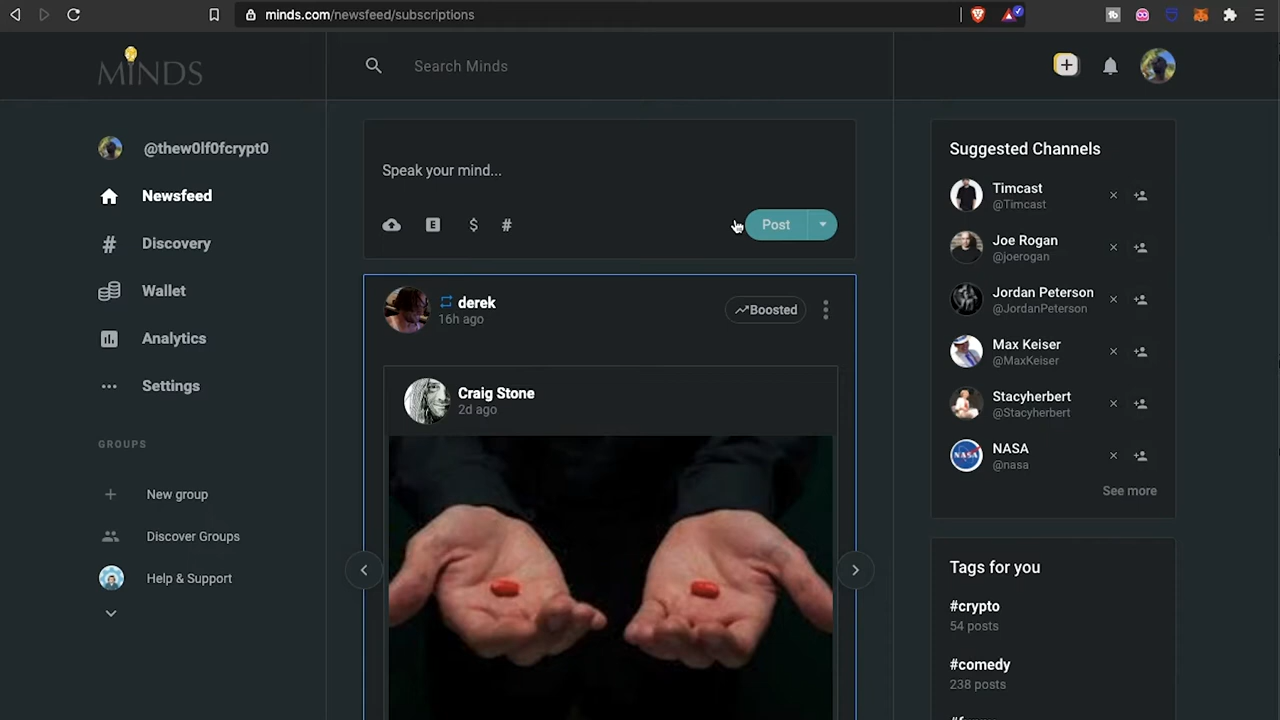 minds.com/newsfeed/subscriptions
MINDS
Search Minds
@thew0lf0fcrypt0
Newsfeed
Discovery
Wallet
Analytics
Settings
GROUPS
New group
Discover Groups
Help & Support
Speak your mind...
E
$
#
Post
derek
16h ago
Boosted
Craig Stone
2d ago
Suggested Channels
Timcast
@Timcast
Joe Rogan
@joerogan
Jordan Peterson
@JordanPeterson
Max Keiser
@MaxKeiser
Stacyherbert
@Stacyherbert
NASA
NASA
@nasa
See more
Tags for you
#crypto
54 posts
#comedy
238 posts